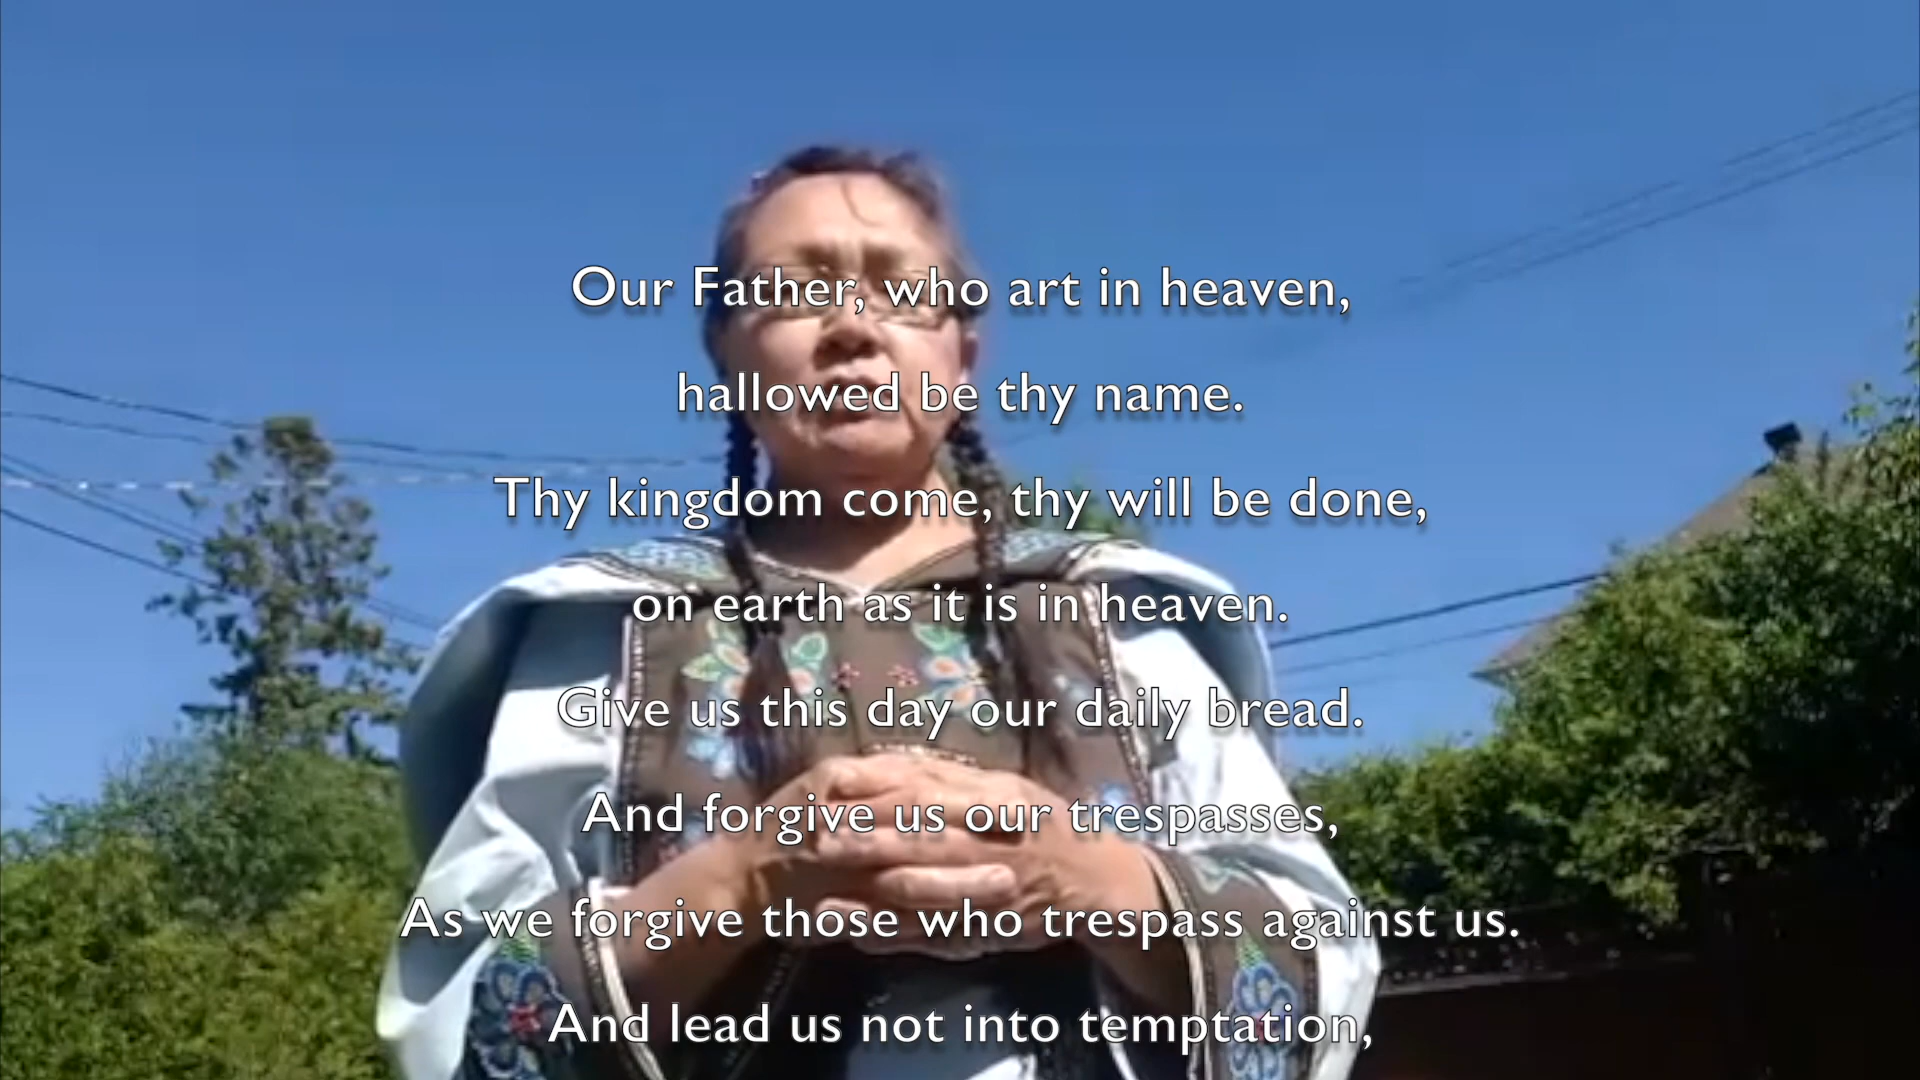 Our Father, who art in heaven,
hallowed be thy name.
Thy kingdom come, thy will be done,
on earth as it is in heaven.
Give us this day our daily bread.
And forgive us our trespasses,
As we forgive those who trespass against us.
And lead us not into temptation,